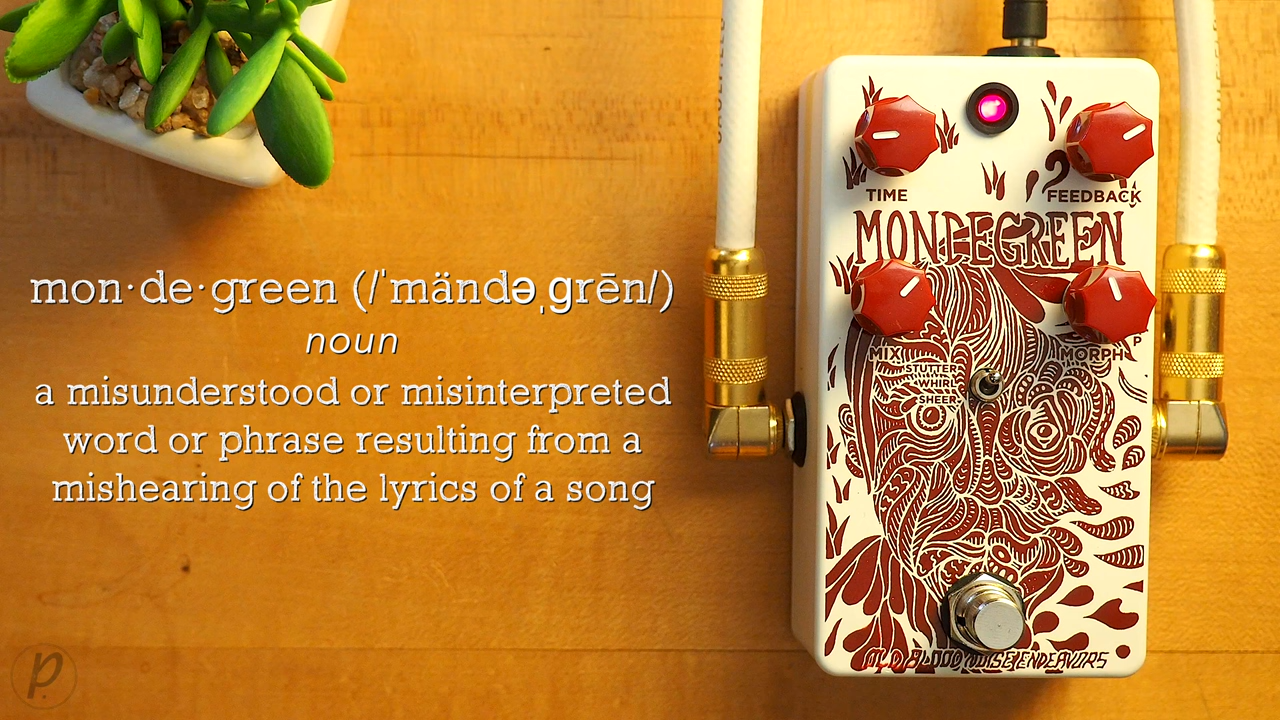 mon·de·green (/ˈmändəˌgrēn/)
noun
a misunderstood or misinterpreted
word or phrase resulting from a
mishearing of the lyrics of a song
TIME
FEEDBACK
MONDEGREEN
MIX
MORPH
P
STUTTER
WHIRL
SHEER
OLD BLOOD NOISE ENDEAVORS
p.